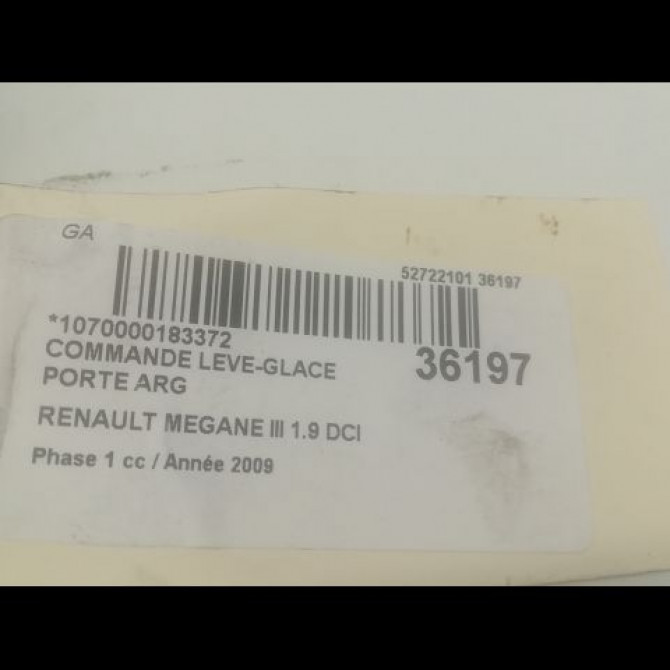 GA
52722101 36197
*1070000183372
36197
COMMANDE LEVE-GLACE
PORTE ARG
RENAULT MEGANE III 1.9 DCI
Phase 1 cc / Année 2009